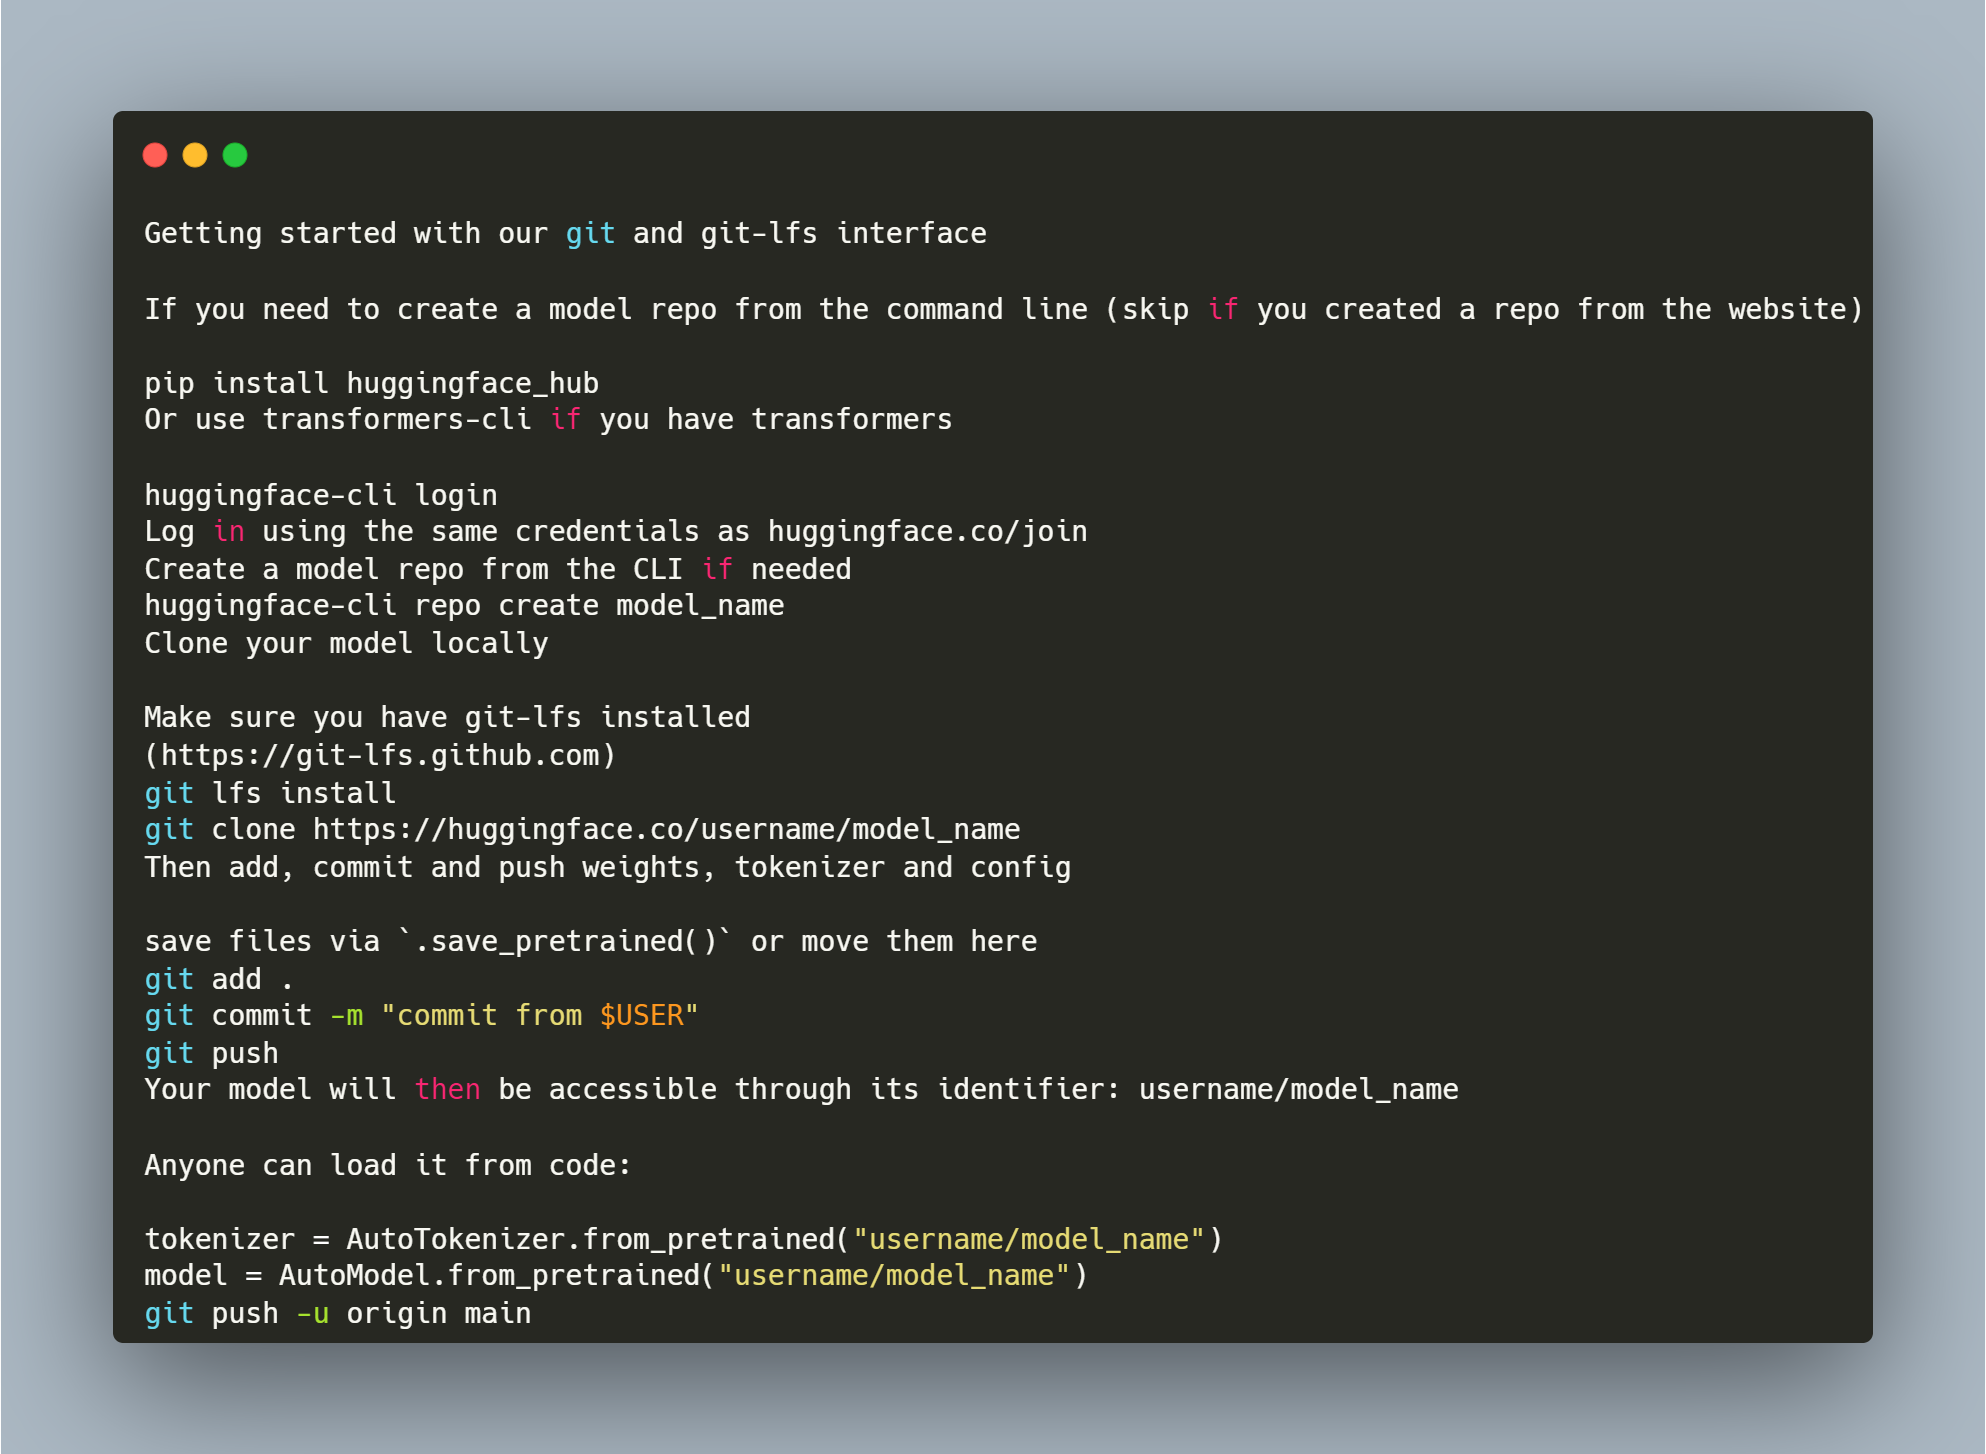 Getting started with our git and git-lfs interface
If you need to create a model repo from the command line (skip if you created a repo from the website)
pip install huggingface_hub
Or use transformers-cli if you have transformers
huggingface-cli login
Log in using the same credentials as huggingface.co/join
Create a model repo from the CLI if needed
huggingface-cli repo create model_name
Clone your model locally
Make sure you have git-lfs installed
(https://git-lfs.github.com)
git lfs install
git clone https://huggingface.co/username/model_name
Then add, commit and push weights, tokenizer and config
save files via `.save_pretrained()` or move them here
git add .
git commit -m "commit from $USER"
git push
Your model will then be accessible through its identifier: username/model_name
Anyone can load it from code:
tokenizer = AutoTokenizer.from_pretrained("username/model_name")
model = AutoModel.from_pretrained("username/model_name")
git push -u origin main